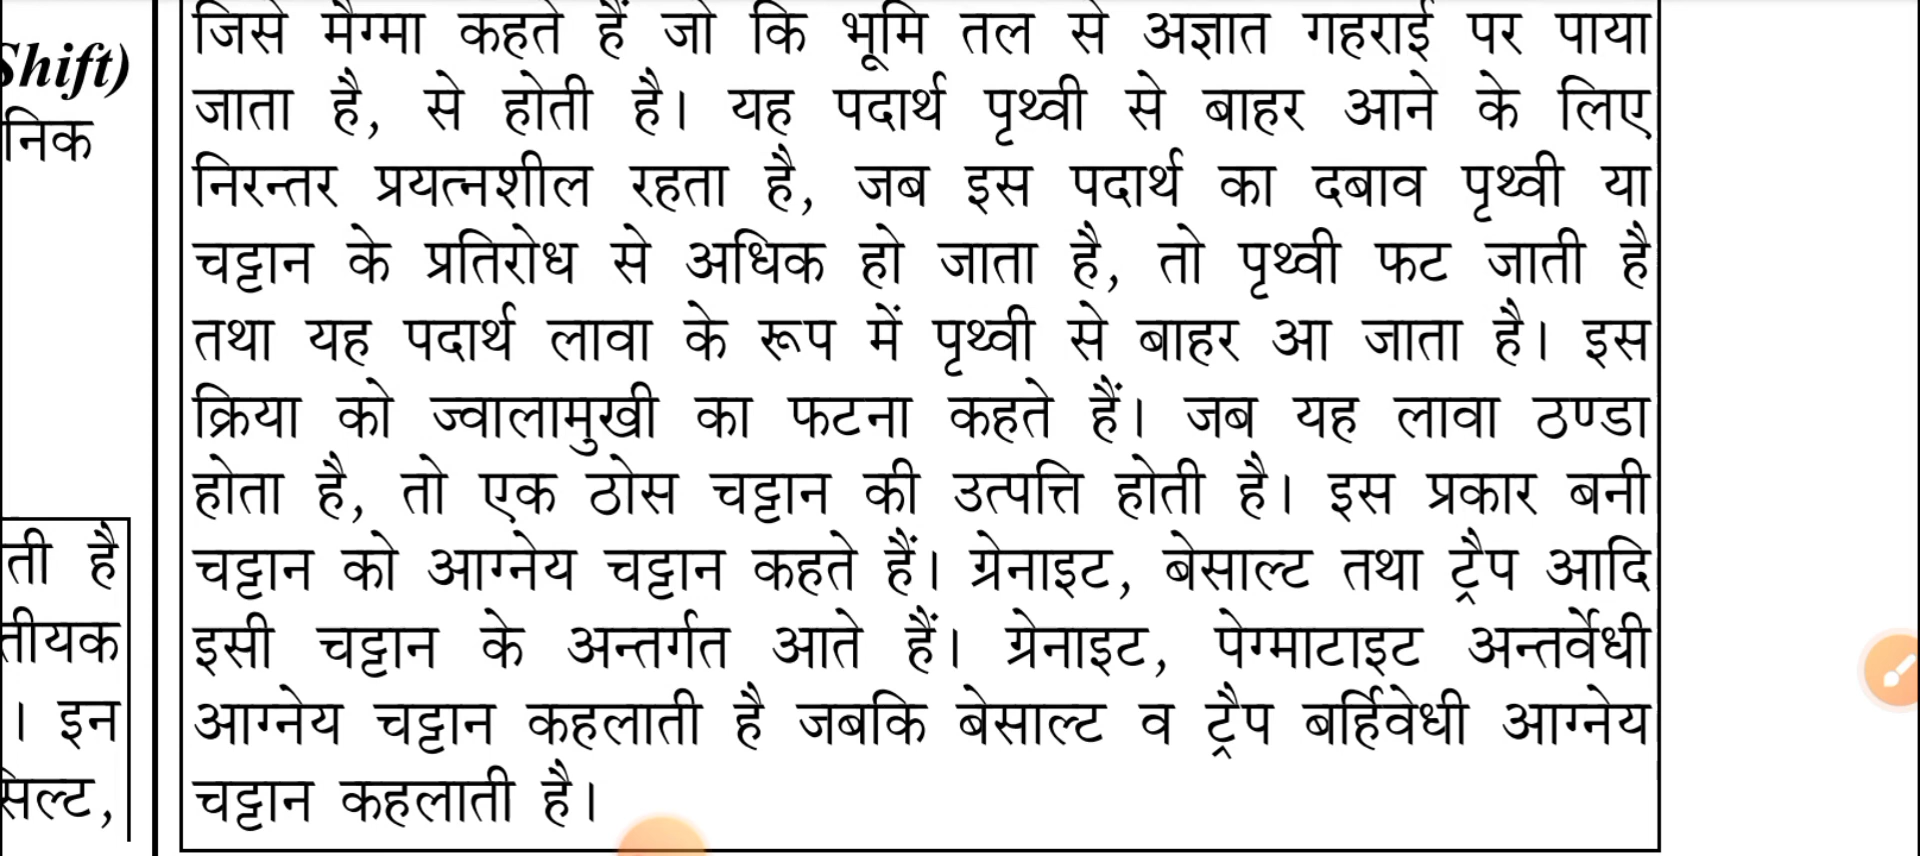 Shift)
निक
ती है
तीयक
। इन
सिल्ट,
जिसे मैग्मा कहते हैं जो कि भूमि तल से अज्ञात गहराई पर पाया
जाता है, से होती है। यह पदार्थ पृथ्वी से बाहर आने के लिए
निरन्तर प्रयत्नशील रहता है, जब इस पदार्थ का दबाव पृथ्वी या
चट्टान के प्रतिरोध से अधिक हो जाता है, तो पृथ्वी फट जाती है
तथा यह पदार्थ लावा के रूप में पृथ्वी से बाहर आ जाता है। इस
क्रिया को ज्वालामुखी का फटना कहते हैं। जब यह लावा ठण्डा
होता है, तो एक ठोस चट्टान की उत्पत्ति होती है। इस प्रकार बनी
चट्टान को आग्नेय चट्टान कहते हैं। ग्रेनाइट, बेसाल्ट तथा ट्रैप आदि
इसी चट्टान के अन्तर्गत आते हैं। ग्रेनाइट, पेग्माटाइट अन्तर्वेधी
आग्नेय चट्टान कहलाती है जबकि बेसाल्ट व ट्रैप बर्हिवेधी आग्नेय
चट्टान कहलाती है।